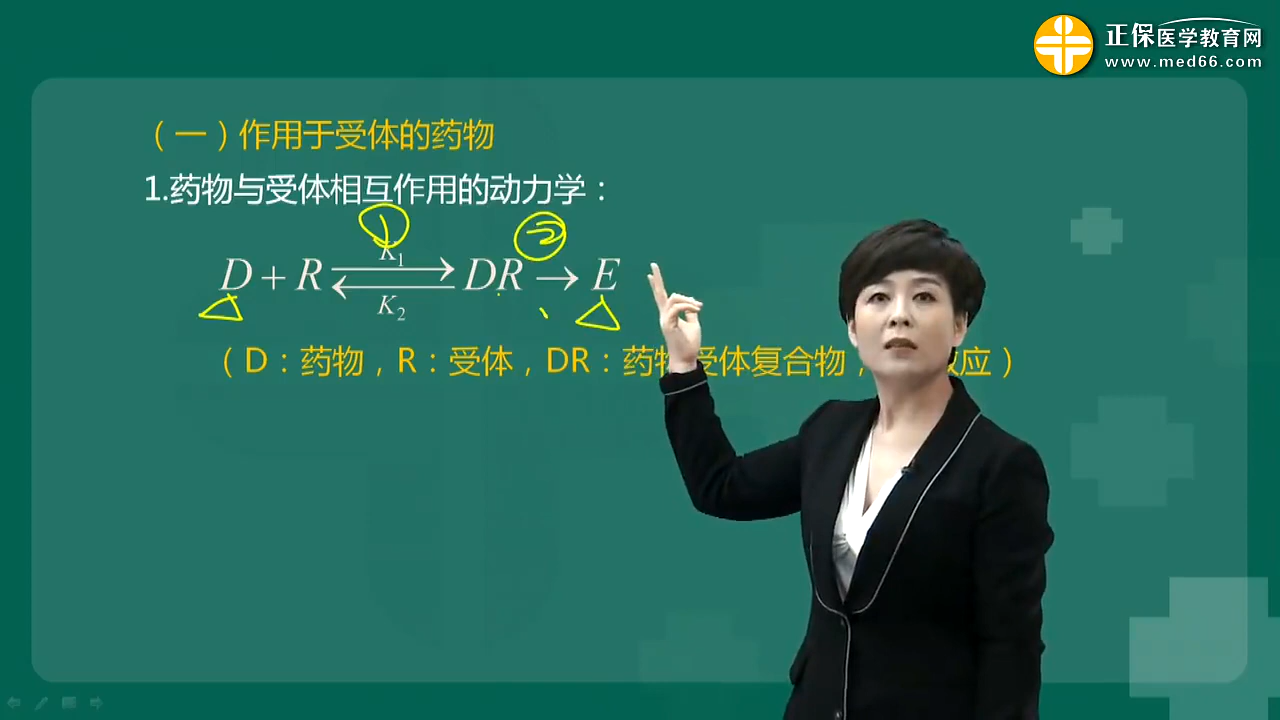 正保医学教育网
www.med66.com
（一）作用于受体的药物
1.药物与受体相互作用的动力学：
① ②
K₁
D + R ⇌ DR → E
K₂
（D：药物，R：受体，DR：药物受体复合物，应）